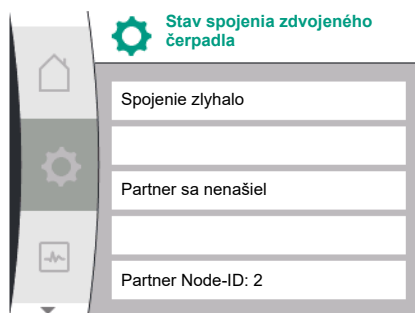 Stav spojenia zdvojeného
čerpadla
Spojenie zlyhalo
Partner sa nenašiel
Partner Node-ID: 2